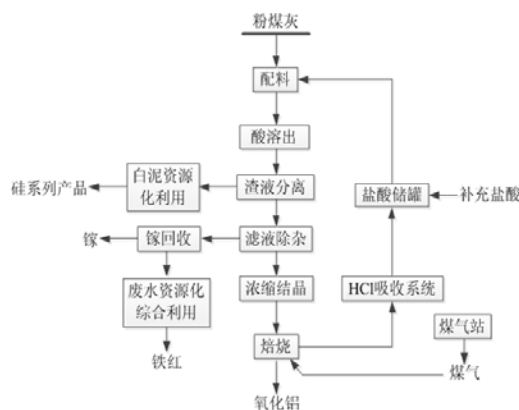 粉煤灰
配料
酸溶出
白泥资源
化利用
硅系列产品
渣液分离
盐酸储罐
补充盐酸
镓
镓回收
滤液除杂
废水资源化
综合利用
浓缩结晶
HCl吸收系统
煤气站
铁红
焙烧
煤气
氧化铝